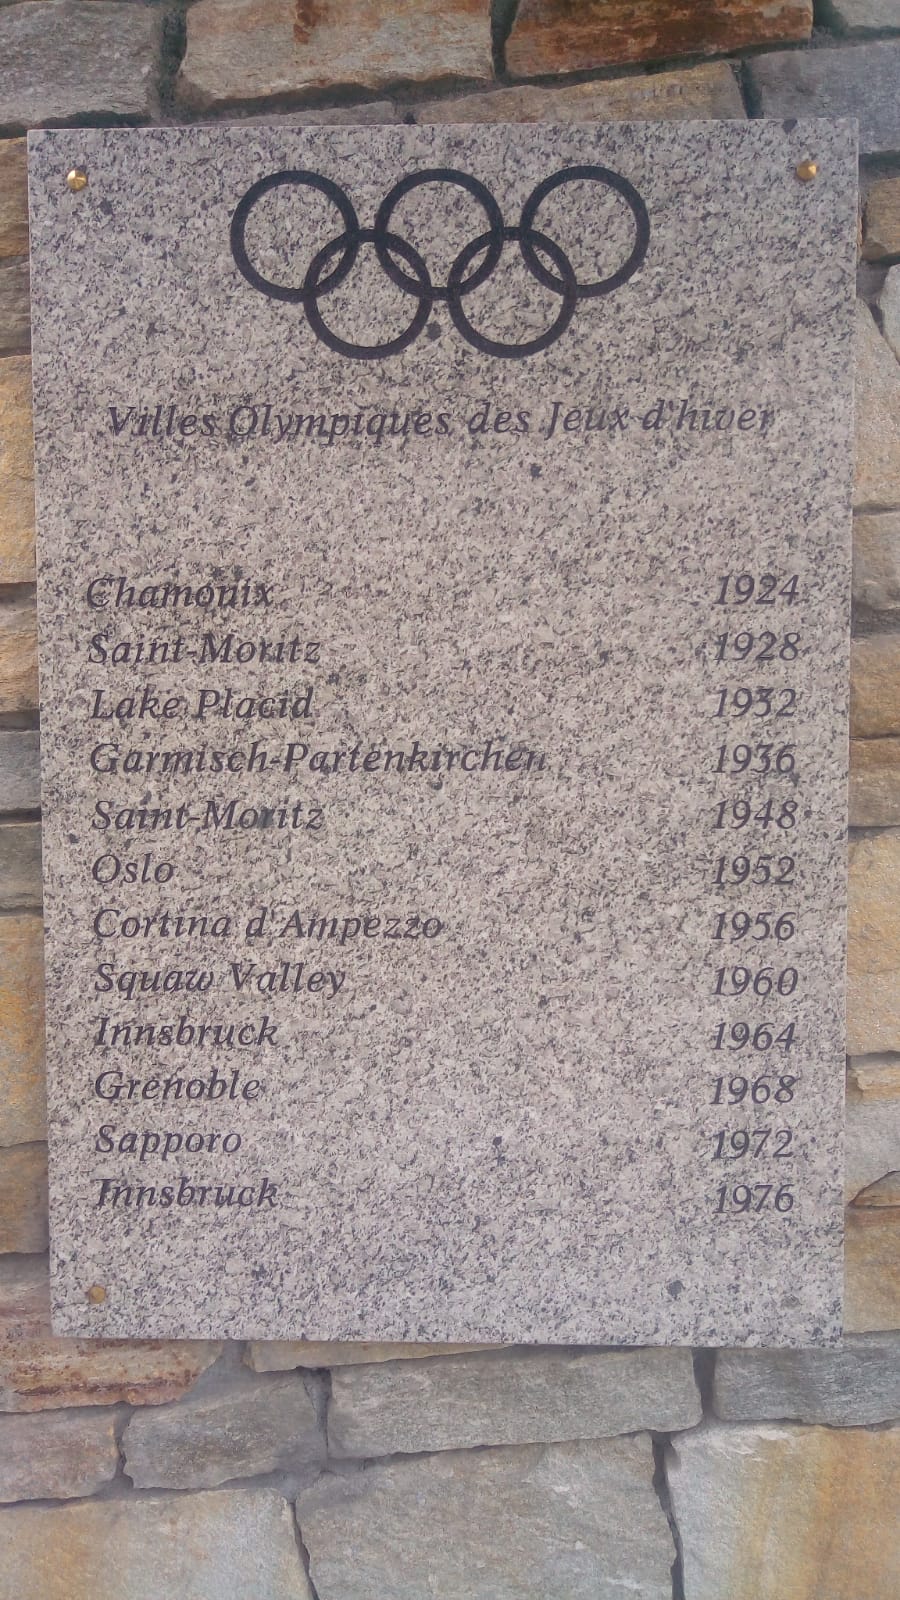 Villes Olympiques des Jeux d'hiver
Chamonix 1924
Saint-Moritz 1928
Lake Placid 1932
Garmisch-Partenkirchen 1936
Saint-Moritz 1948
Oslo 1952
Cortina d'Ampezzo 1956
Squaw Valley 1960
Innsbruck 1964
Grenoble 1968
Sapporo 1972
Innsbruck 1976